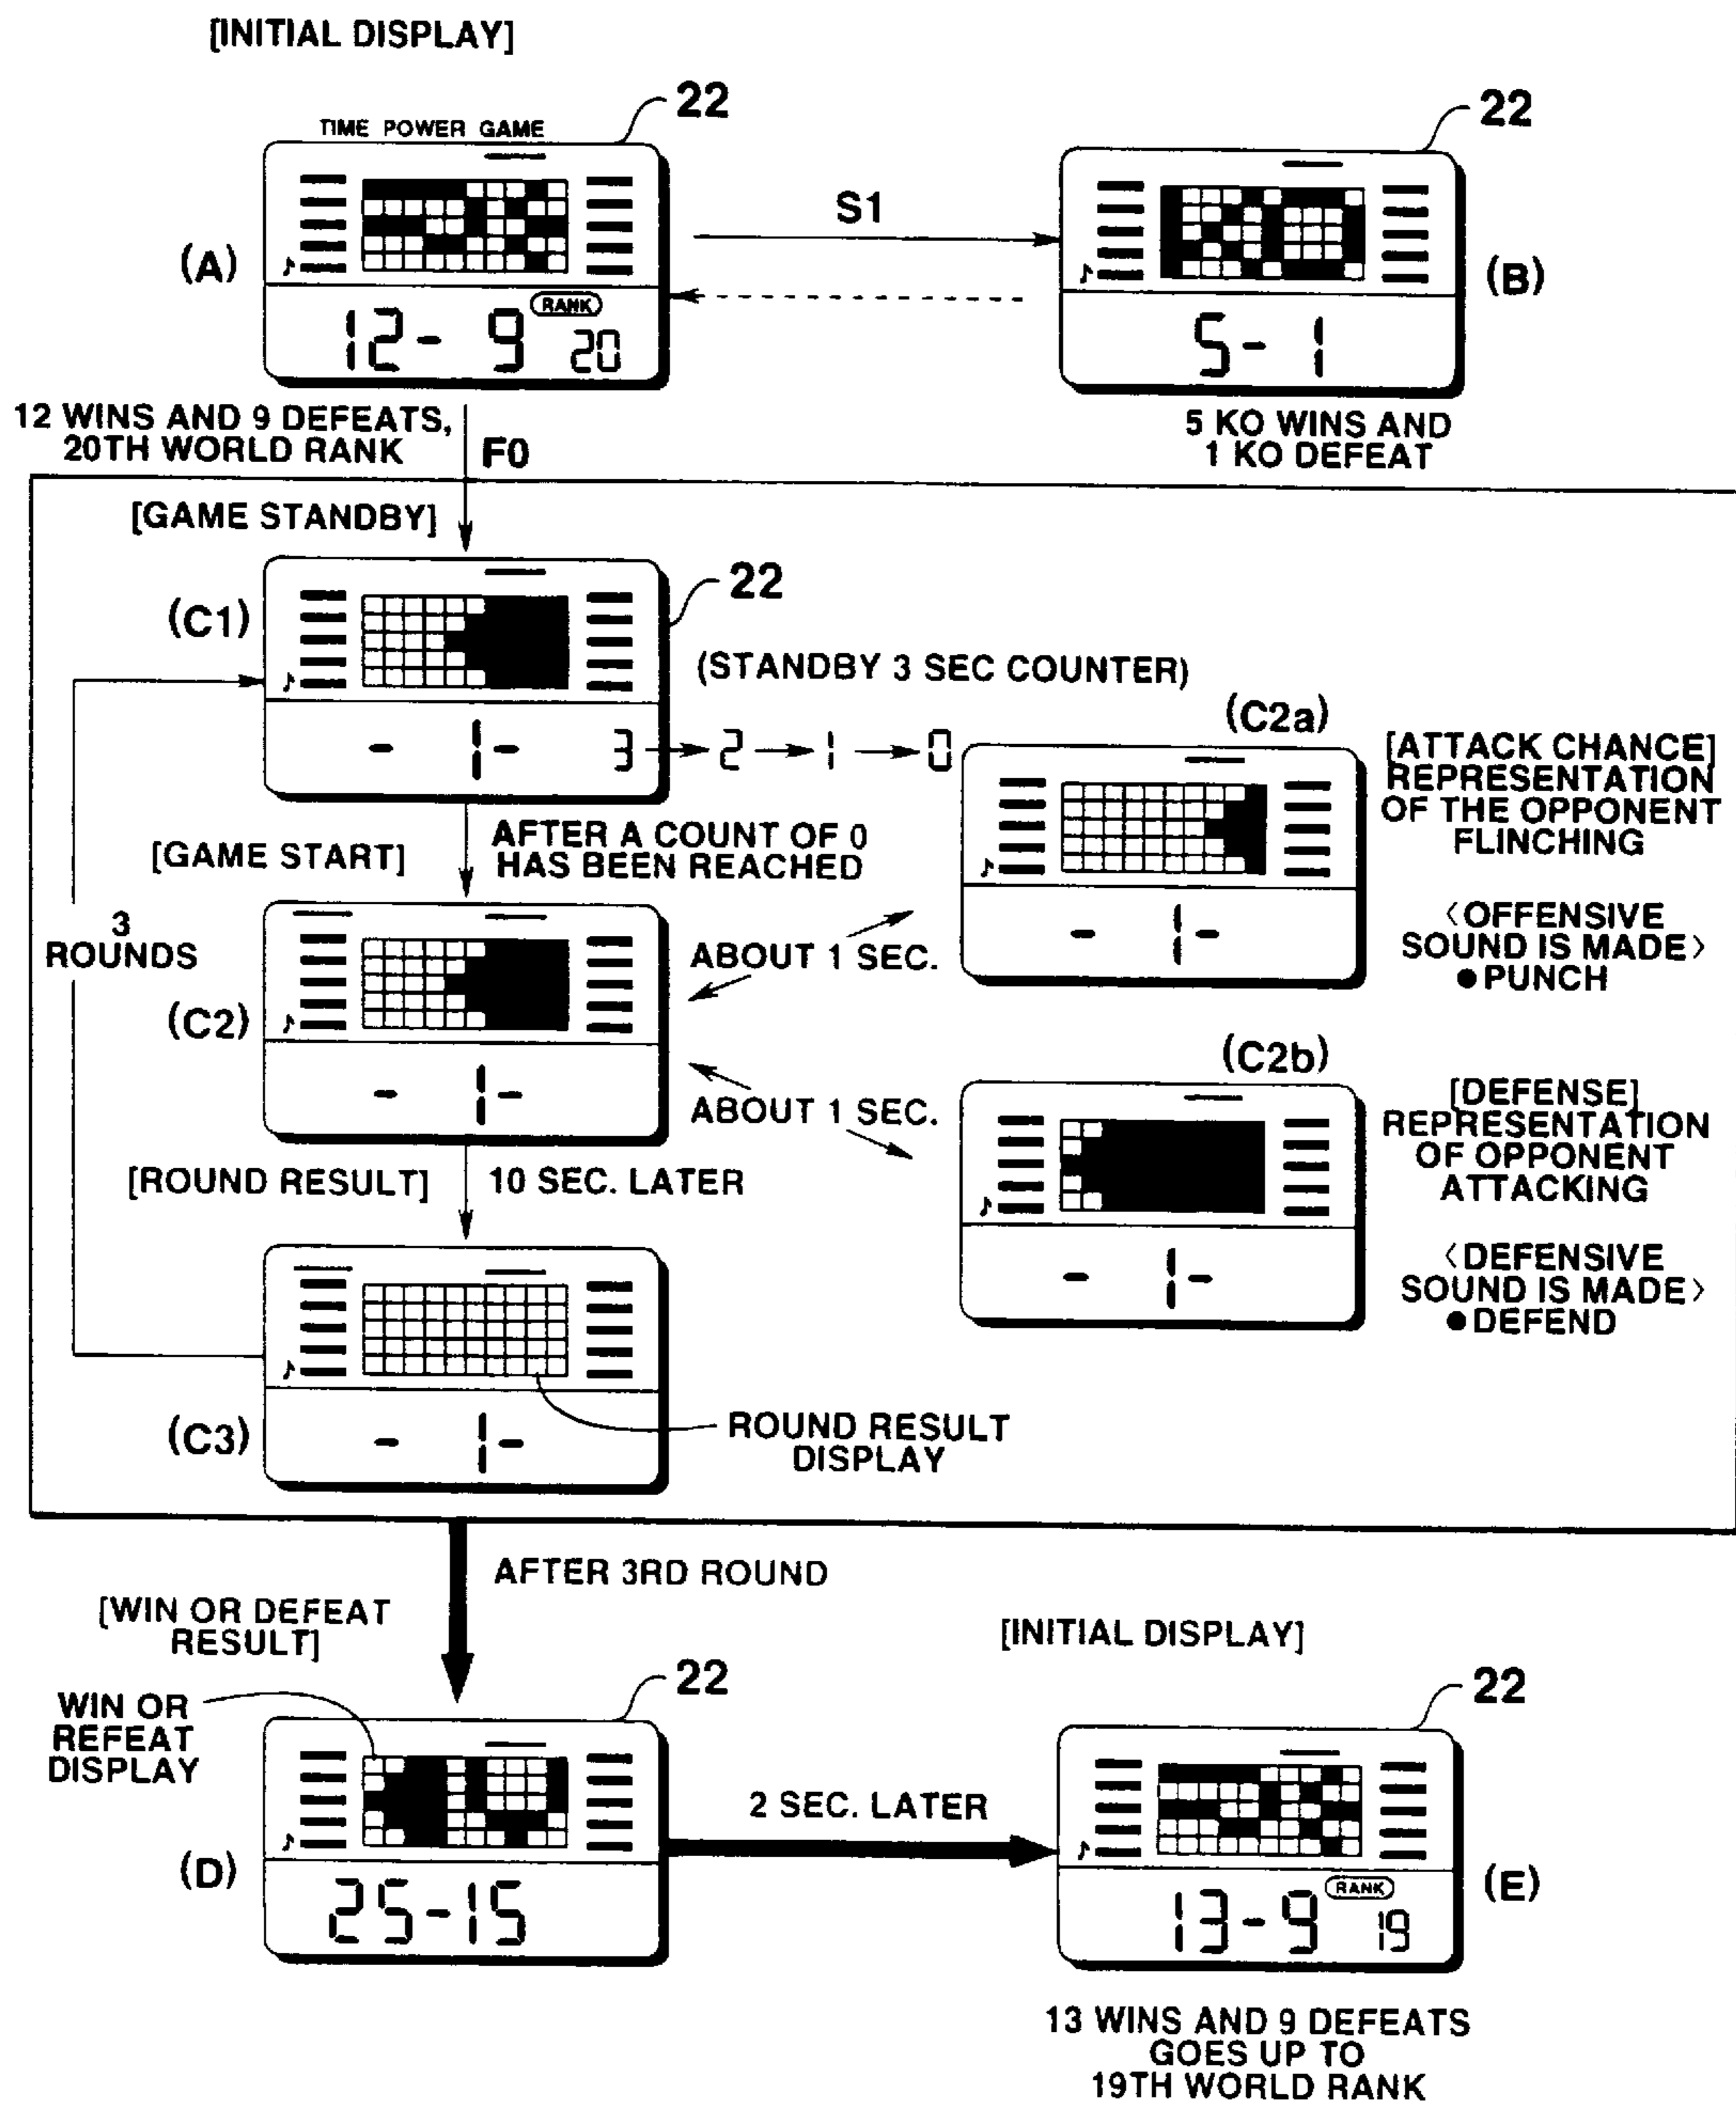 [INITIAL DISPLAY]
22
22
TIME POWER GAME
S1
(A)
(B)
♪
♪
RANK
12- 9 20
5- 1
12 WINS AND 9 DEFEATS,
20TH WORLD RANK
F0
5 KO WINS AND
1 KO DEFEAT
[GAME STANDBY]
22
(C1)
(STANDBY 3 SEC COUNTER)
♪
- 1- 3 → 2 → 1 → 0
(C2a)
[ATTACK CHANCE]
REPRESENTATION
OF THE OPPONENT
FLINCHING
♪
- 1-
<OFFENSIVE
SOUND IS MADE>
●PUNCH
[GAME START]
AFTER A COUNT OF 0
HAS BEEN REACHED
3
ROUNDS
ABOUT 1 SEC.
(C2)
♪
- 1-
ABOUT 1 SEC.
(C2b)
[DEFENSE]
REPRESENTATION
OF OPPONENT
ATTACKING
♪
- 1-
<DEFENSIVE
SOUND IS MADE>
●DEFEND
[ROUND RESULT]
10 SEC. LATER
♪
(C3)
- 1-
ROUND RESULT
DISPLAY
AFTER 3RD ROUND
[WIN OR DEFEAT
RESULT]
[INITIAL DISPLAY]
22
22
WIN OR
REFEAT
DISPLAY
2 SEC. LATER
♪
♪
(D)
(E)
25-15
RANK
13-9 19
13 WINS AND 9 DEFEATS
GOES UP TO
19TH WORLD RANK